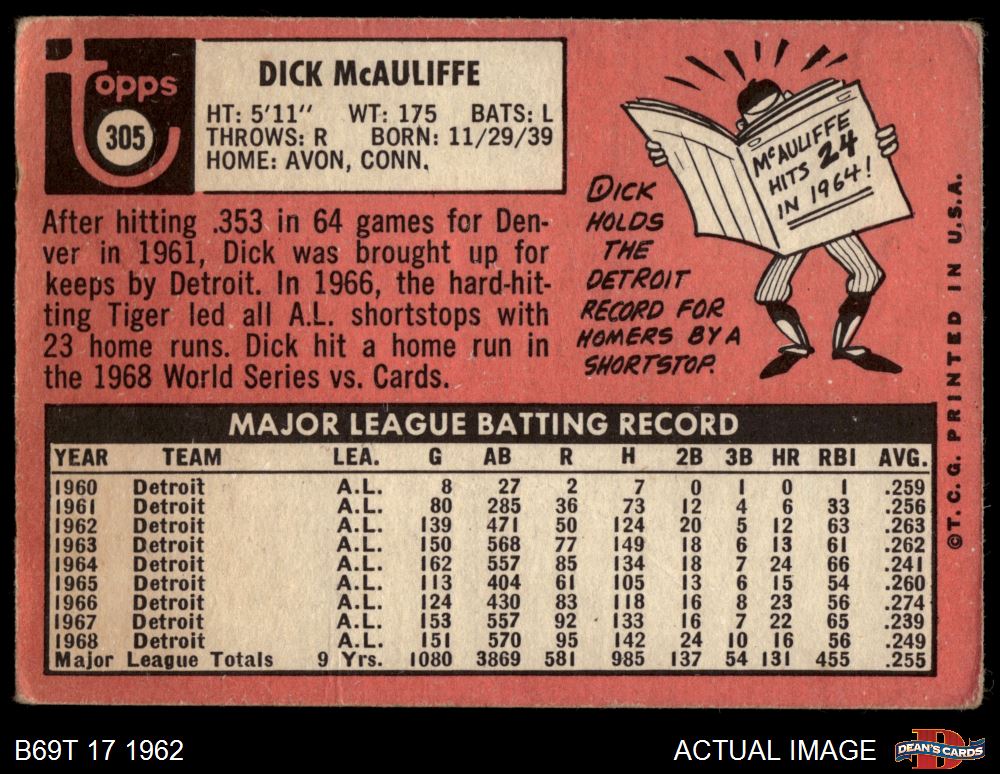 Topps
305
DICK McAULIFFE
HT: 5'11" WT: 175 BATS: L
THROWS: R BORN: 11/29/39
HOME: AVON, CONN.
After hitting .353 in 64 games for Den-
ver in 1961, Dick was brought up for
keeps by Detroit. In 1966, the hard-hit-
ting Tiger led all A.L. shortstops with
23 home runs. Dick hit a home run in
the 1968 World Series vs. Cards.
DICK
HOLDS
THE
DETROIT
RECORD FOR
HOMERS BY A
SHORTSTOP.
McAULIFFE
HITS 24
IN 1964!
MAJOR LEAGUE BATTING RECORD
YEAR TEAM LEA. G AB R H 2B 3B HR RBI AVG.
1960 Detroit A.L. 8 27 2 7 0 1 0 1 .259
1961 Detroit A.L. 80 285 36 73 12 4 6 33 .256
1962 Detroit A.L. 139 471 50 124 20 5 12 63 .263
1963 Detroit A.L. 150 568 77 149 18 6 13 61 .262
1964 Detroit A.L. 162 557 85 134 18 7 24 66 .241
1965 Detroit A.L. 113 404 61 105 13 6 15 54 .260
1966 Detroit A.L. 124 430 83 118 16 8 23 56 .274
1967 Detroit A.L. 153 557 92 133 16 7 22 65 .239
1968 Detroit A.L. 151 570 95 142 24 10 16 56 .249
Major League Totals 9 Yrs. 1080 3869 581 985 137 54 131 455 .255
©T. C. G. PRINTED IN U.S.A.
B69T 17 1962
ACTUAL IMAGE
D
DEAN'S CARDS